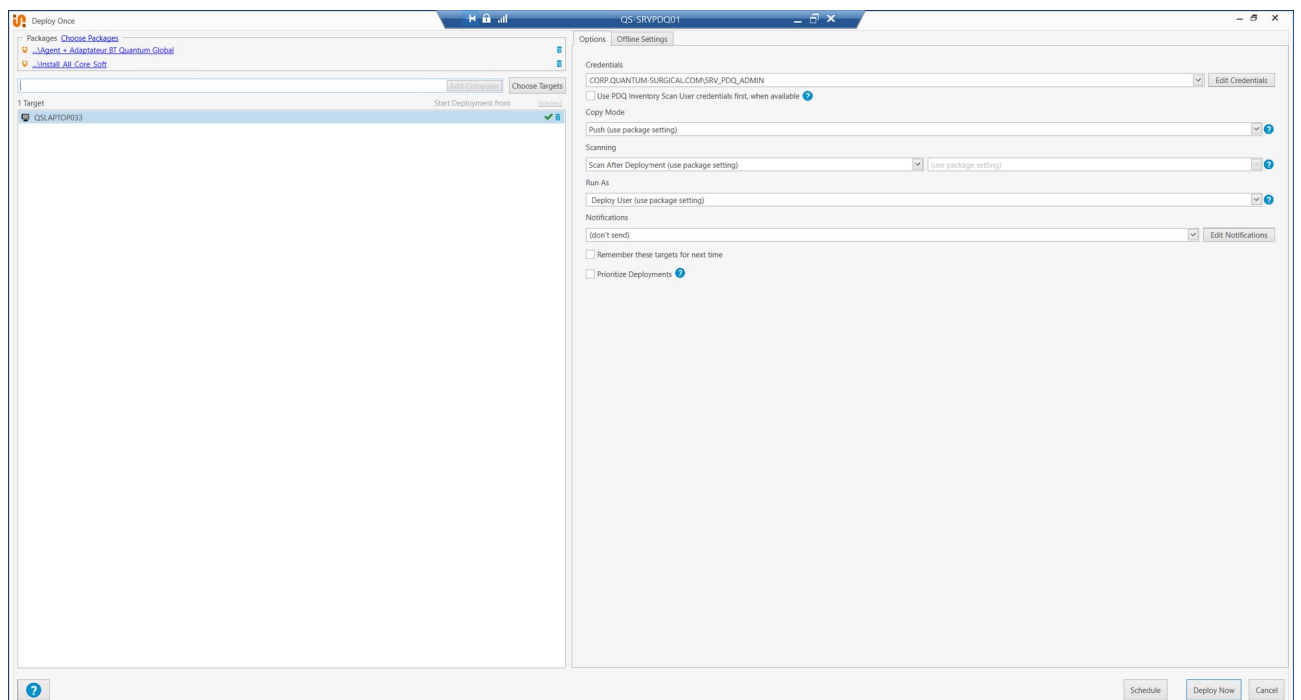 Deploy Once
QS-SRVPDQ01
Packages Choose Packages
...\Agent + Adaptateur BT Quantum Global
...\Install All Core Soft
Add Computer
Choose Targets
1 Target
Start Deployment from
(varies)
QSLAPTOP033
Options
Offline Settings
Credentials
CORP.QUANTUM-SURGICAL.COM\SRV_PDQ_ADMIN
Edit Credentials
Use PDQ Inventory Scan User credentials first, when available ?
Copy Mode
Push (use package setting)
?
Scanning
Scan After Deployment (use package setting)
(use package setting)
?
Run As
Deploy User (use package setting)
?
Notifications
(don't send)
Edit Notifications
Remember these targets for next time
Prioritize Deployments ?
?
Schedule
Deploy Now
Cancel